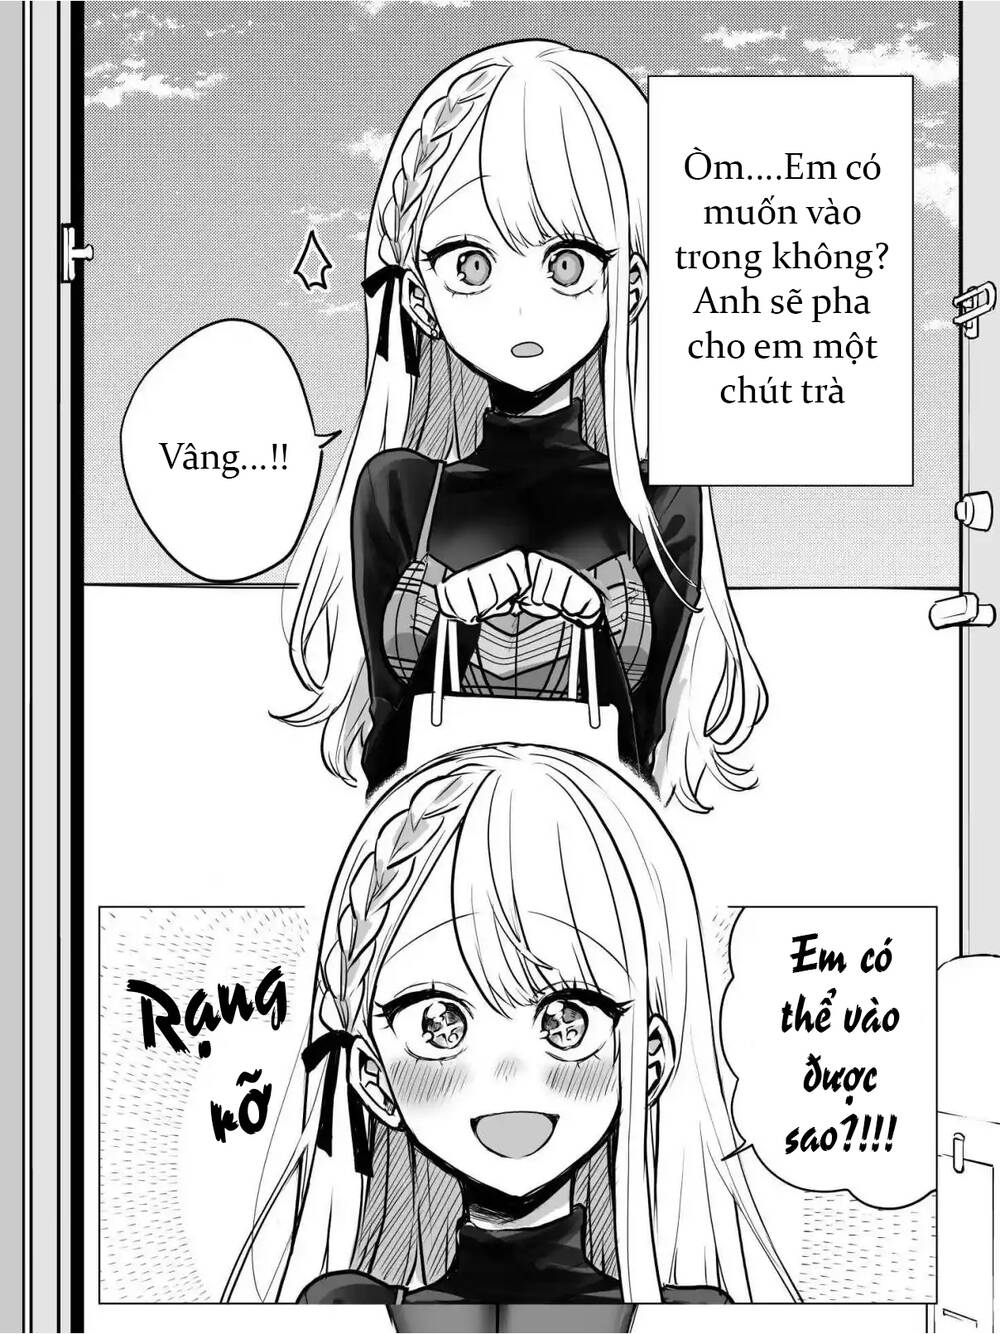 Òm....Em có
muốn vào
trong không?
Anh sẽ pha
cho em một
chút trà
Vâng...!!
Em có
thể vào
được
sao?!!!
Rạng
rỡ